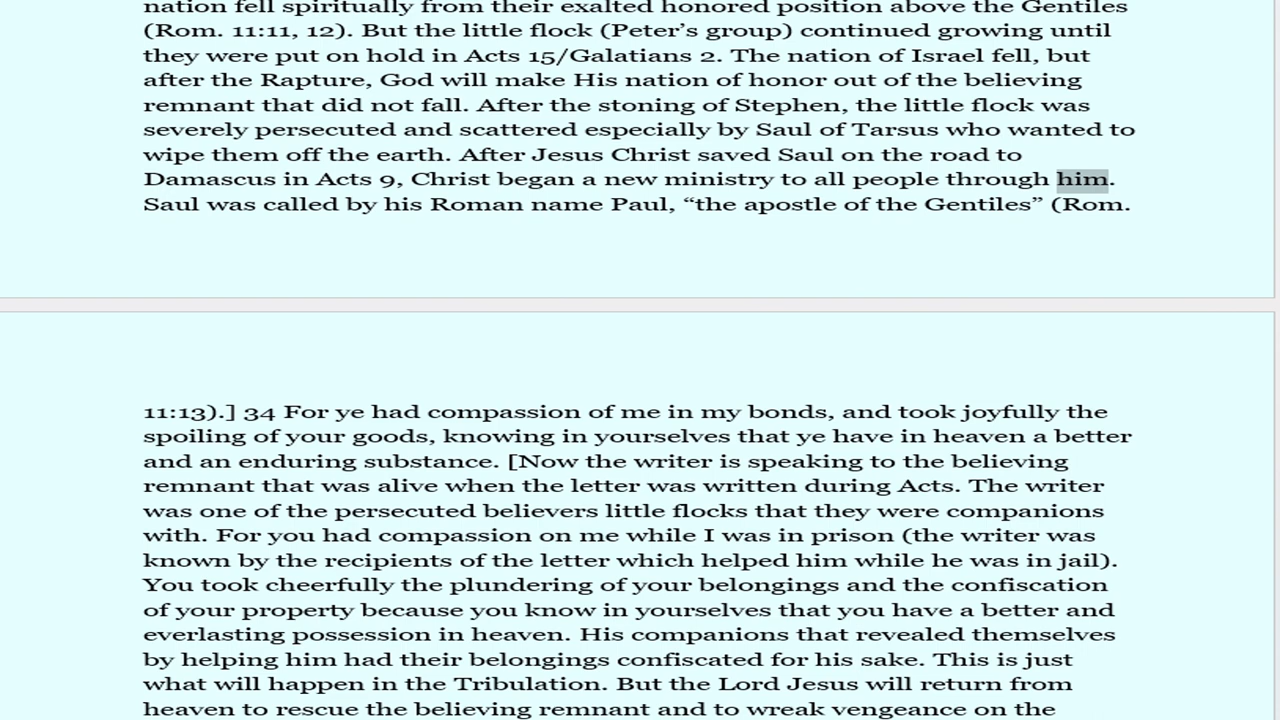 nation fell spiritually from their exalted honored position above the Gentiles
(Rom. 11:11, 12). But the little flock (Peter’s group) continued growing until
they were put on hold in Acts 15/Galatians 2. The nation of Israel fell, but
after the Rapture, God will make His nation of honor out of the believing
remnant that did not fall. After the stoning of Stephen, the little flock was
severely persecuted and scattered especially by Saul of Tarsus who wanted to
wipe them off the earth. After Jesus Christ saved Saul on the road to
Damascus in Acts 9, Christ began a new ministry to all people through him.
Saul was called by his Roman name Paul, “the apostle of the Gentiles” (Rom.
11:13).] 34 For ye had compassion of me in my bonds, and took joyfully the
spoiling of your goods, knowing in yourselves that ye have in heaven a better
and an enduring substance. [Now the writer is speaking to the believing
remnant that was alive when the letter was written during Acts. The writer
was one of the persecuted believers little flocks that they were companions
with. For you had compassion on me while I was in prison (the writer was
known by the recipients of the letter which helped him while he was in jail).
You took cheerfully the plundering of your belongings and the confiscation
of your property because you know in yourselves that you have a better and
everlasting possession in heaven. His companions that revealed themselves
by helping him had their belongings confiscated for his sake. This is just
what will happen in the Tribulation. But the Lord Jesus will return from
heaven to rescue the believing remnant and to wreak vengeance on the